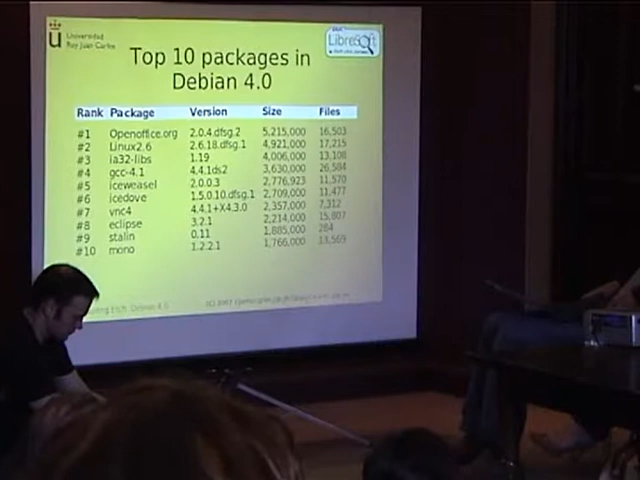 Universidad
Rey Juan Carlos
LibreSoft
Top 10 packages in
Debian 4.0
Rank Package Version Size Files
#1 Openoffice.org 2.0.4.dfsg.2 5,215,000 16,503
#2 Linux2.6 2.6.18.dfsg.1 4,921,000 17,215
#3 ia32-libs 1.19 4,006,000 13,108
#4 gcc-4.1 4.4.1ds2 3,630,000 26,584
#5 iceweasel 2.0.0.3 2,776,923 11,570
#6 icedove 1.5.0.10.dfsg.1 2,709,000 11,477
#7 vnc4 4.4.1+X4.3.0 2,357,000 7,312
#8 eclipse 3.2.1 2,214,000 15,807
#9 stalin 0.11 1,885,000 284
#10 mono 1.2.2.1 1,766,000 13,569
Etch: Debian 4.0